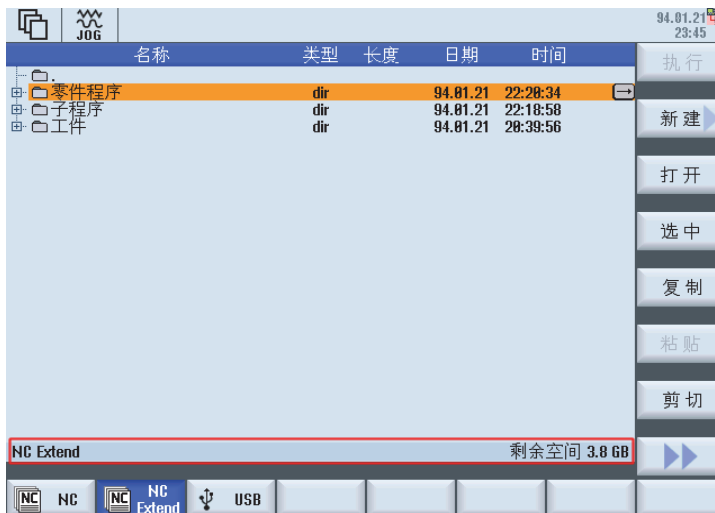 JOG
94.01.21
23:45
名称 类型 长度 日期 时间
执行
.
零件程序 dir 94.01.21 22:20:34
子程序 dir 94.01.21 22:18:58
工件 dir 94.01.21 20:39:56
新建
打开
选中
复制
粘贴
剪切
NC Extend 剩余空间 3.8 GB
NC NC NC NC Extend USB